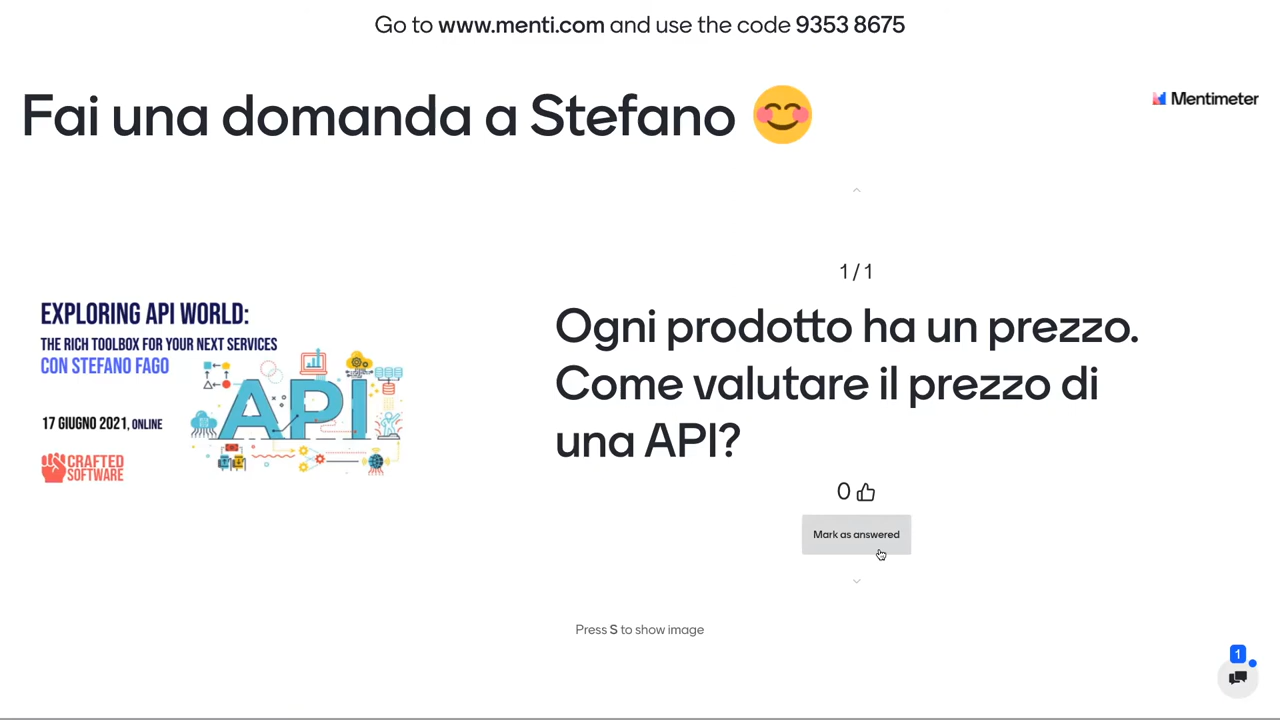 Go to www.menti.com and use the code 9353 8675
Fai una domanda a Stefano 😊
Mentimeter
1 / 1
EXPLORING API WORLD:
THE RICH TOOLBOX FOR YOUR NEXT SERVICES
CON STEFANO FAGO
API
17 GIUGNO 2021, ONLINE
CRAFTED
SOFTWARE
Ogni prodotto ha un prezzo.
Come valutare il prezzo di
una API?
0
Mark as answered
Press S to show image
1